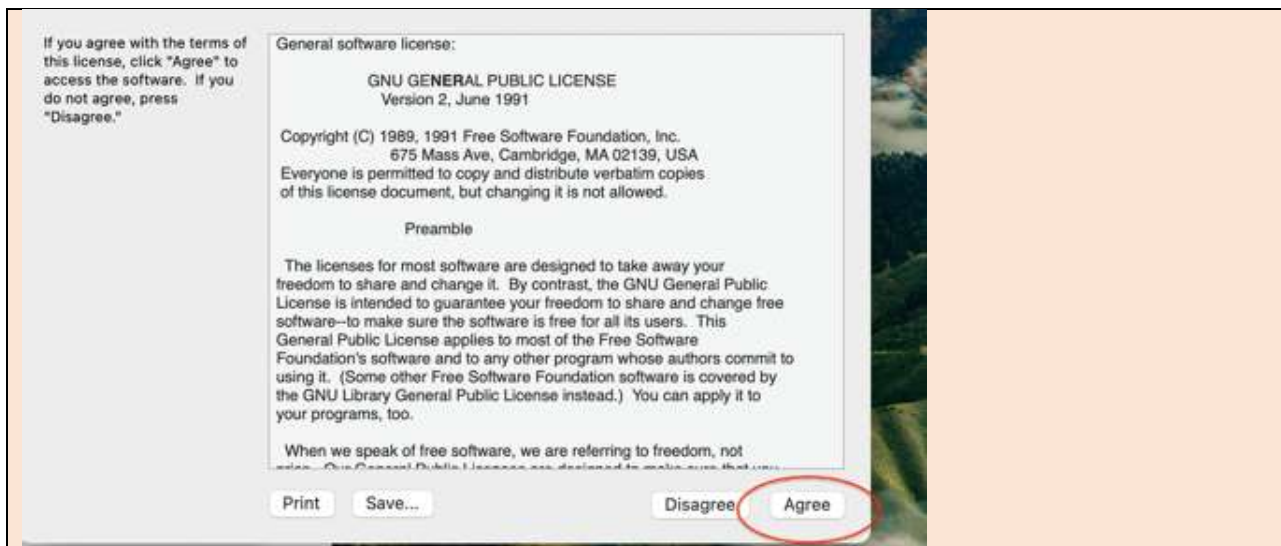 If you agree with the terms of
this license, click "Agree" to
access the software. If you
do not agree, press
"Disagree."
General software license:
GNU GENERAL PUBLIC LICENSE
Version 2, June 1991
Copyright (C) 1989, 1991 Free Software Foundation, Inc.
675 Mass Ave, Cambridge, MA 02139, USA
Everyone is permitted to copy and distribute verbatim copies
of this license document, but changing it is not allowed.
Preamble
The licenses for most software are designed to take away your
freedom to share and change it. By contrast, the GNU General Public
License is intended to guarantee your freedom to share and change free
software--to make sure the software is free for all its users. This
General Public License applies to most of the Free Software
Foundation's software and to any other program whose authors commit to
using it. (Some other Free Software Foundation software is covered by
the GNU Library General Public License instead.) You can apply it to
your programs, too.
When we speak of free software, we are referring to freedom, not
Print Save... Disagree Agree